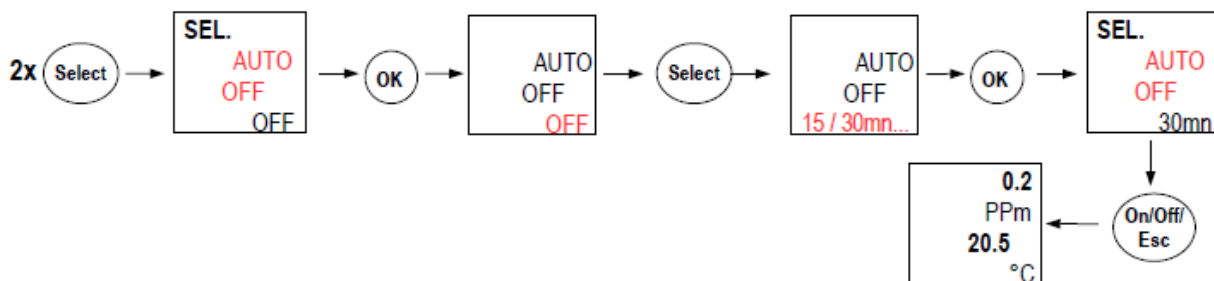 2x
Select
SEL.
AUTO
OFF
OFF
OK
AUTO
OFF
OFF
Select
AUTO
OFF
15 / 30mn...
OK
SEL.
AUTO
OFF
30mn
On/Off/
Esc
0.2
PPm
20.5
°C